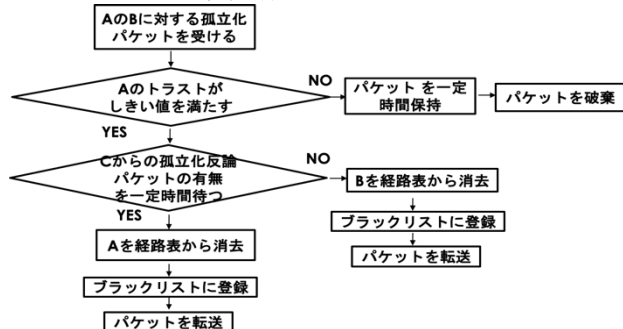 AのBに対する孤立化
パケットを受ける
Aのトラストが
しきい値を満たす
NO
パケット を一定
時間保持
パケットを破棄
YES
Cからの孤立化反論
パケットの有無
を一定時間待つ
NO
Bを経路表から消去
ブラックリストに登録
パケットを転送
YES
Aを経路表から消去
ブラックリストに登録
パケットを転送